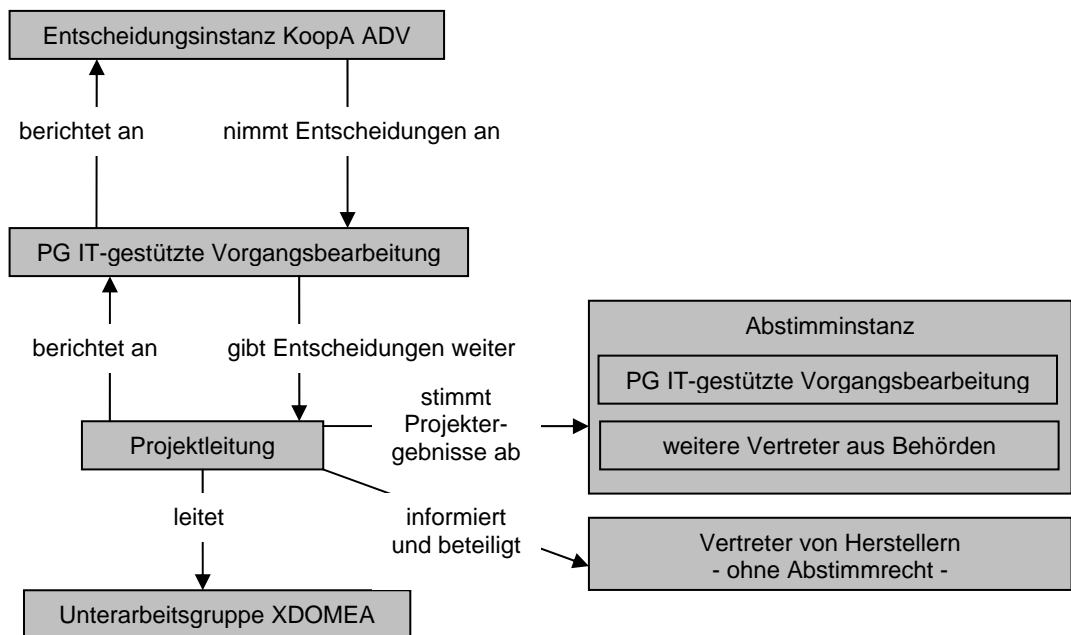 Entscheidungsinstanz KoopA ADV
berichtet an
nimmt Entscheidungen an
PG IT-gestützte Vorgangsbearbeitung
berichtet an
gibt Entscheidungen weiter
Projektleitung
stimmt
Projekter-
gebnisse ab
Abstimminstanz
PG IT-gestützte Vorgangsbearbeitung
weitere Vertreter aus Behörden
leitet
informiert
und beteiligt
Vertreter von Herstellern
- ohne Abstimmrecht -
Unterarbeitsgruppe XDOMEA